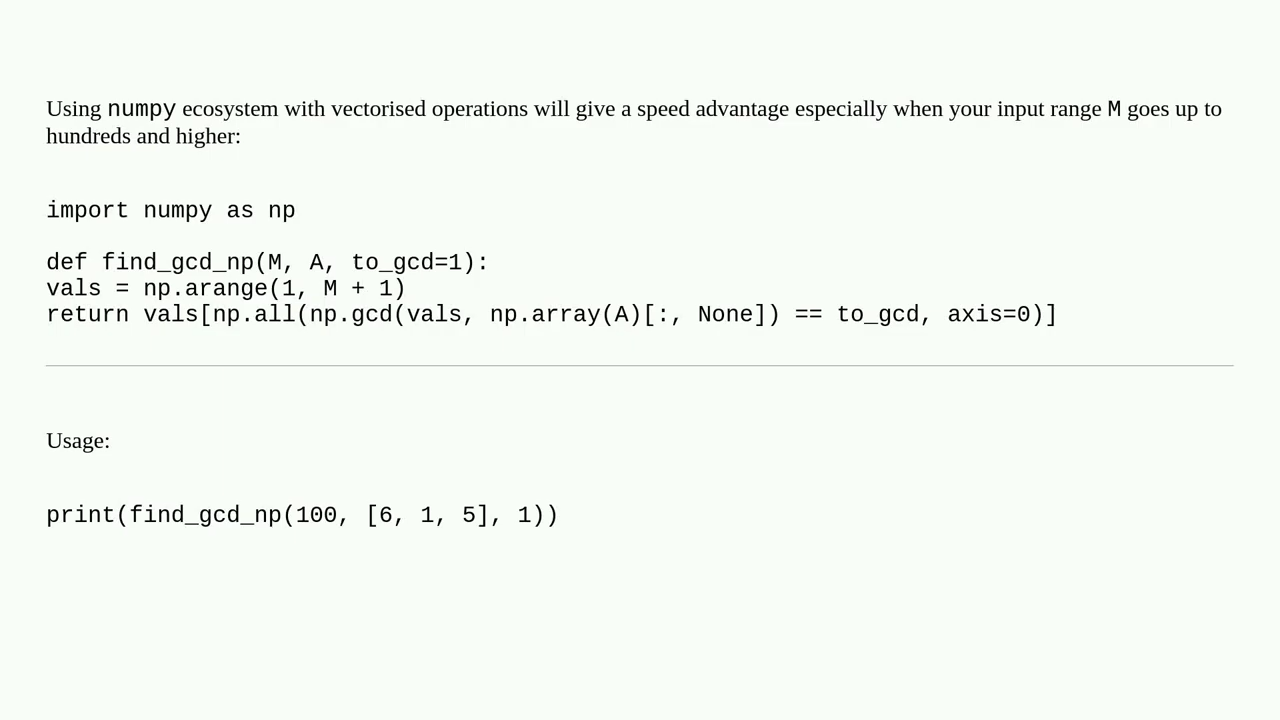 Using numpy ecosystem with vectorised operations will give a speed advantage especially when your input range M goes up to
hundreds and higher:
import numpy as np
def find_gcd_np(M, A, to_gcd=1):
vals = np.arange(1, M + 1)
return vals[np.all(np.gcd(vals, np.array(A)[:, None]) == to_gcd, axis=0)]
Usage:
print(find_gcd_np(100, [6, 1, 5], 1))